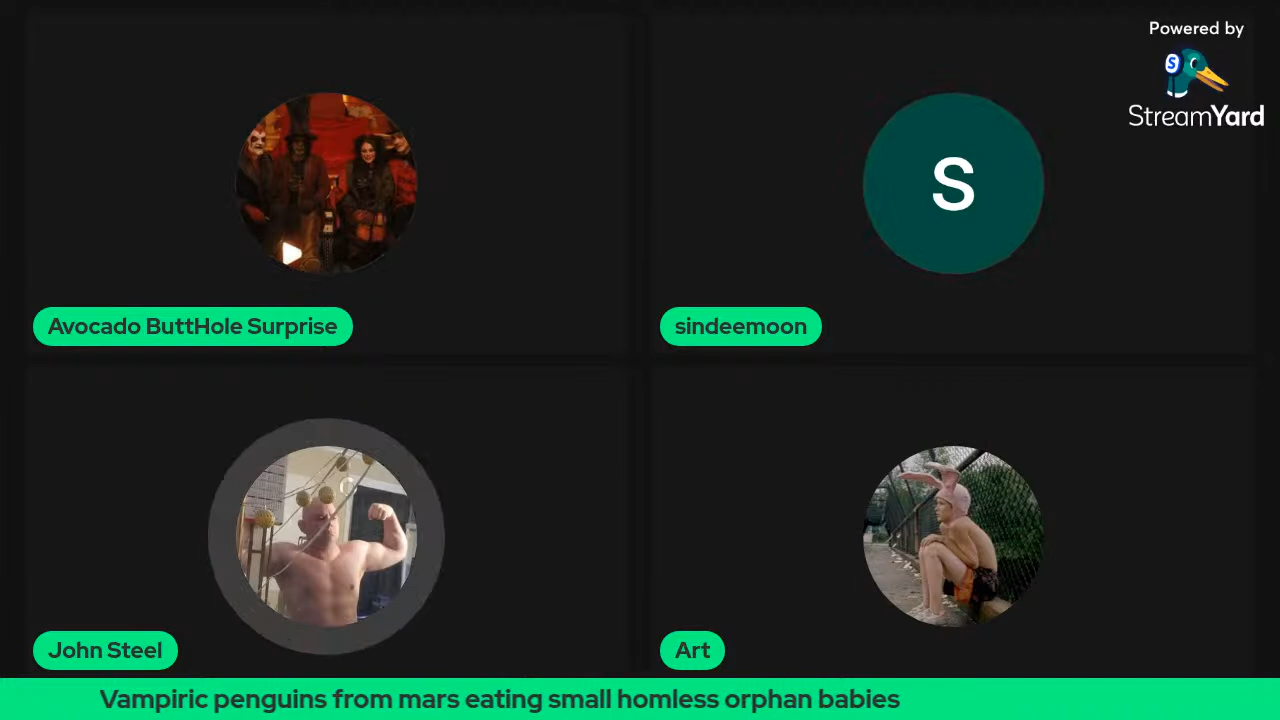 Powered by
S
StreamYard
S
Avocado ButtHole Surprise
sindeemoon
John Steel
Art
Vampiric penguins from mars eating small homless orphan babies